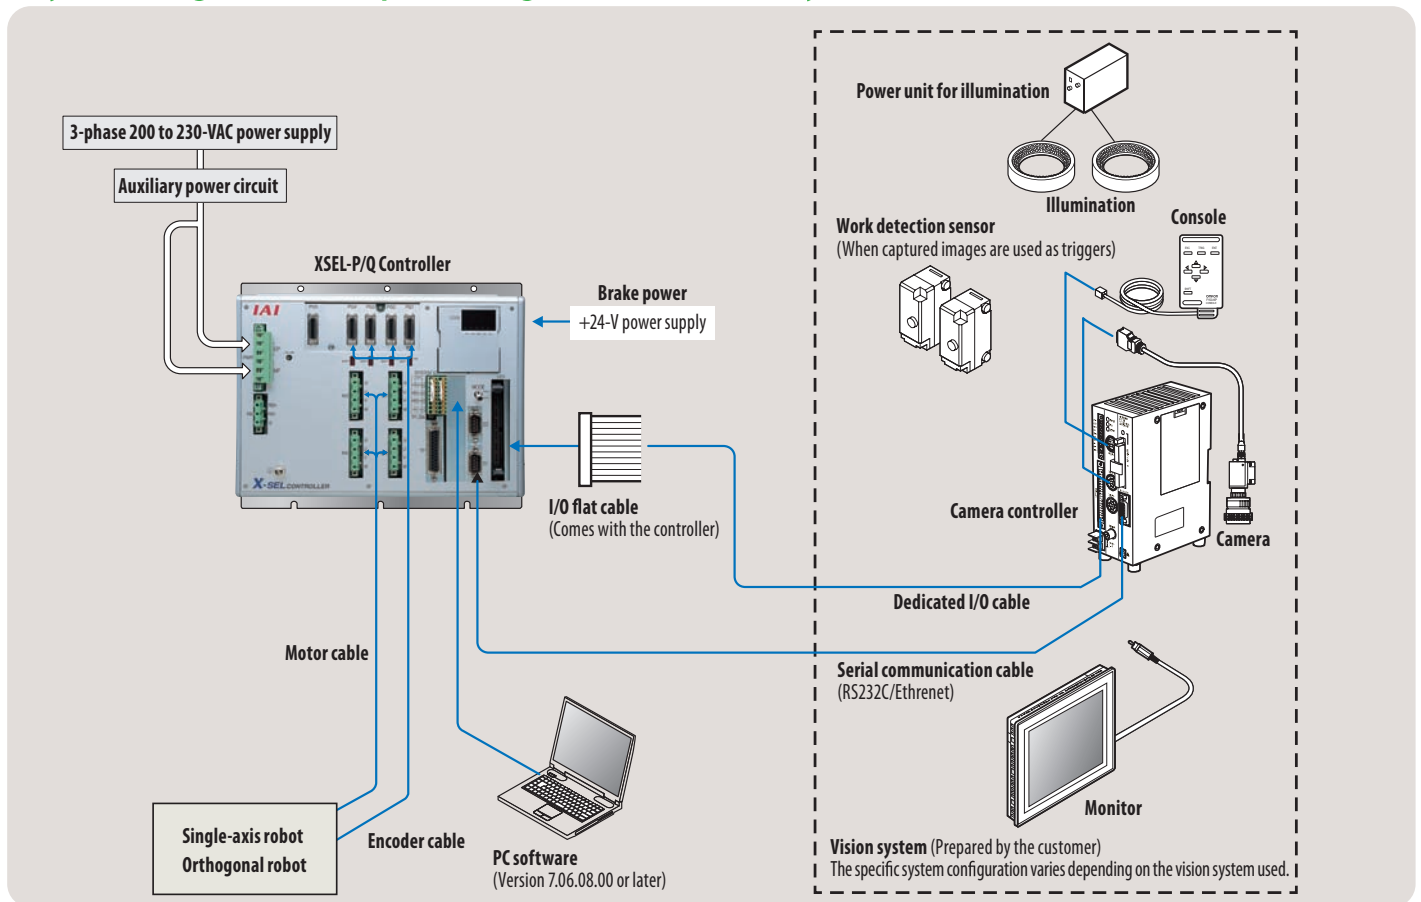 Power unit for illumination
3-phase 200 to 230-VAC power supply
Auxiliary power circuit
Illumination
Work detection sensor
(When captured images are used as triggers)
Console
XSEL-P/Q Controller
IAI
Brake power
+24-V power supply
MODE
X-SEL CONTROLLER
I/O flat cable
(Comes with the controller)
Camera controller
Camera
Dedicated I/O cable
Motor cable
Serial communication cable
(RS232C/Ethrenet)
Monitor
Single-axis robot
Orthogonal robot
Encoder cable
PC software
(Version 7.06.08.00 or later)
Vision system (Prepared by the customer)
The specific system configuration varies depending on the vision system used.